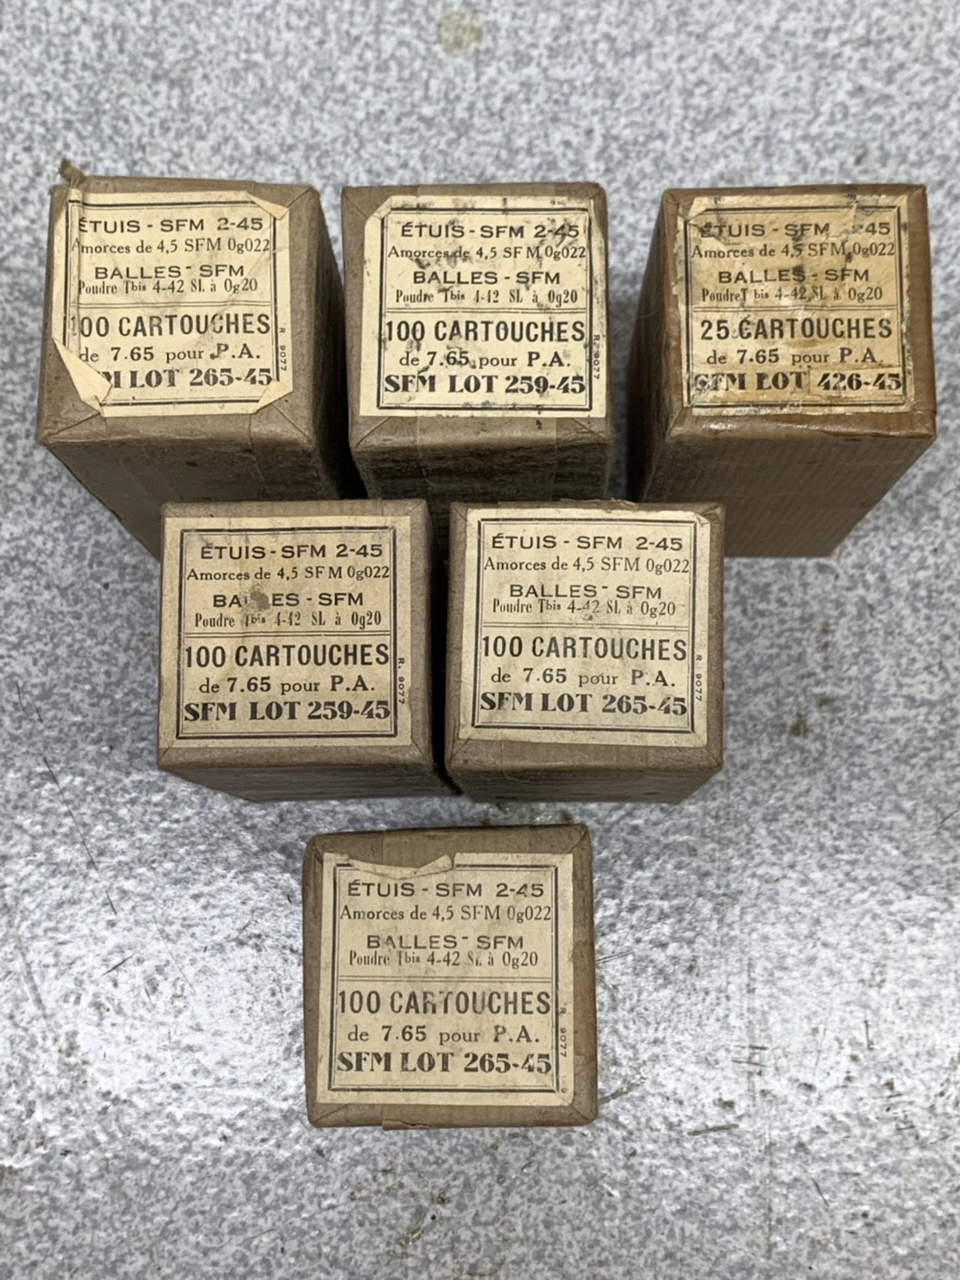 ÉTUIS - SFM 2-45
Amorces de 4,5 SFM 0g022
BALLES - SFM
Poudre Tbis 4-42 SL à 0g20
100 CARTOUCHES
de 7.65 pour P.A.
LOT 265-45
R 9077
ÉTUIS - SFM 2-45
Amorces de 4,5 SFM 0g022
BALLES - SFM
Poudre Tbis 4-42 SL à 0g20
100 CARTOUCHES
de 7.65 pour P.A.
SFM LOT 259-45
R. 9077
ÉTUIS - SFM -45
Amorces de 4,5 SFM 0g022
BALLES - SFM
Poudre Tbis 4-42 SL à 0g20
25 CARTOUCHES
de 7.65 pour P.A.
SFM LOT 426-45
ÉTUIS - SFM 2-45
Amorces de 4,5 SFM 0g022
BA ES - SFM
Poudre Tbis 4-42 SL à 0g20
100 CARTOUCHES
de 7.65 pour P.A.
SFM LOT 259-45
R. 9077
ÉTUIS - SFM 2-45
Amorces de 4,5 SFM 0g022
BALLES - SFM
Poudre Tbis 4-42 SL à 0g20
100 CARTOUCHES
de 7.65 pour P.A.
SFM LOT 265-45
R 9077
ÉTUIS - SFM 2-45
Amorces de 4,5 SFM 0g022
BALLES - SFM
Poudre Tbis 4-42 SL à 0g20
100 CARTOUCHES
de 7.65 pour P.A.
SFM LOT 265-45
R. 9077